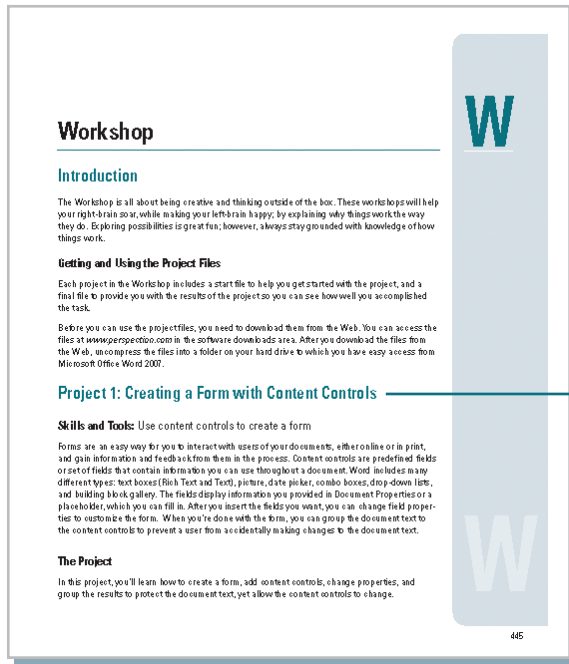 W
Workshop
Introduction
The Workshop is all about being creative and thinking outside of the box. These workshops will help
your right-brain soar, while making your left-brain happy; by explaining why things work the way
they do. Exploring possibilities is great fun; however, always stay grounded with knowledge of how
things work.
Getting and Using the Project Files
Each project in the Workshop includes a start file to help you get started with the project, and a
final file to provide you with the results of the project so you can see how well you accomplished
the task.
Before you can use the project files, you need to download them from the Web. You can access the
files at www.perspection.com in the software downloads area. After you download the files from
the Web, uncompress the files into a folder on your hard drive to which you have easy access from
Microsoft Office Word 2007.
Project 1: Creating a Form with Content Controls
Skills and Tools: Use content controls to create a form
Forms are an easy way for you to interact with users of your documents, either online or in print,
and gain information and feedback from them in the process. Content controls are predefined fields
or set of fields that contain information you can use throughout a document. Word includes many
different types: text boxes (Rich Text and Text), picture, date picker, combo boxes, drop-down lists,
and building block gallery. The fields display information you provided in Document Properties or a
placeholder, which you can fill in. After you insert the fields you want, you can change field proper-
ties to customize the form. When you're done with the form, you can group the document text to
the content controls to prevent a user from accidentally making changes to the document text.
The Project
In this project, you'll learn how to create a form, add content controls, change properties, and
group the results to protect the document text, yet allow the content controls to change.
W
445